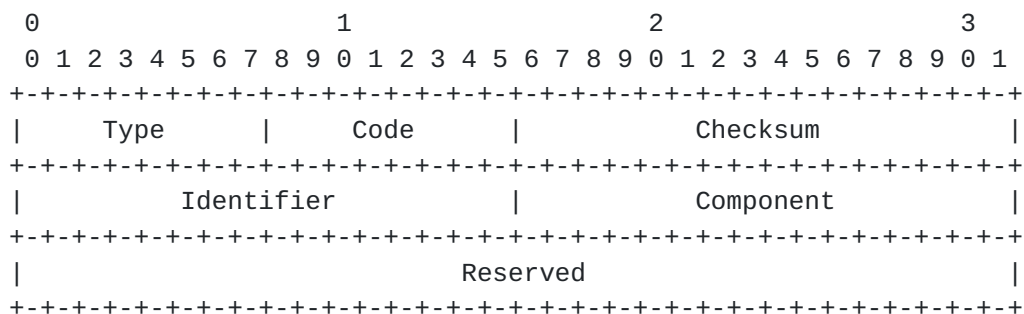 0                   1                   2                   3
 0 1 2 3 4 5 6 7 8 9 0 1 2 3 4 5 6 7 8 9 0 1 2 3 4 5 6 7 8 9 0 1
+-+-+-+-+-+-+-+-+-+-+-+-+-+-+-+-+-+-+-+-+-+-+-+-+-+-+-+-+-+-+-+-+
|     Type      |     Code      |           Checksum            |
+-+-+-+-+-+-+-+-+-+-+-+-+-+-+-+-+-+-+-+-+-+-+-+-+-+-+-+-+-+-+-+-+
|          Identifier           |           Component           |
+-+-+-+-+-+-+-+-+-+-+-+-+-+-+-+-+-+-+-+-+-+-+-+-+-+-+-+-+-+-+-+-+
|                            Reserved                           |
+-+-+-+-+-+-+-+-+-+-+-+-+-+-+-+-+-+-+-+-+-+-+-+-+-+-+-+-+-+-+-+-+